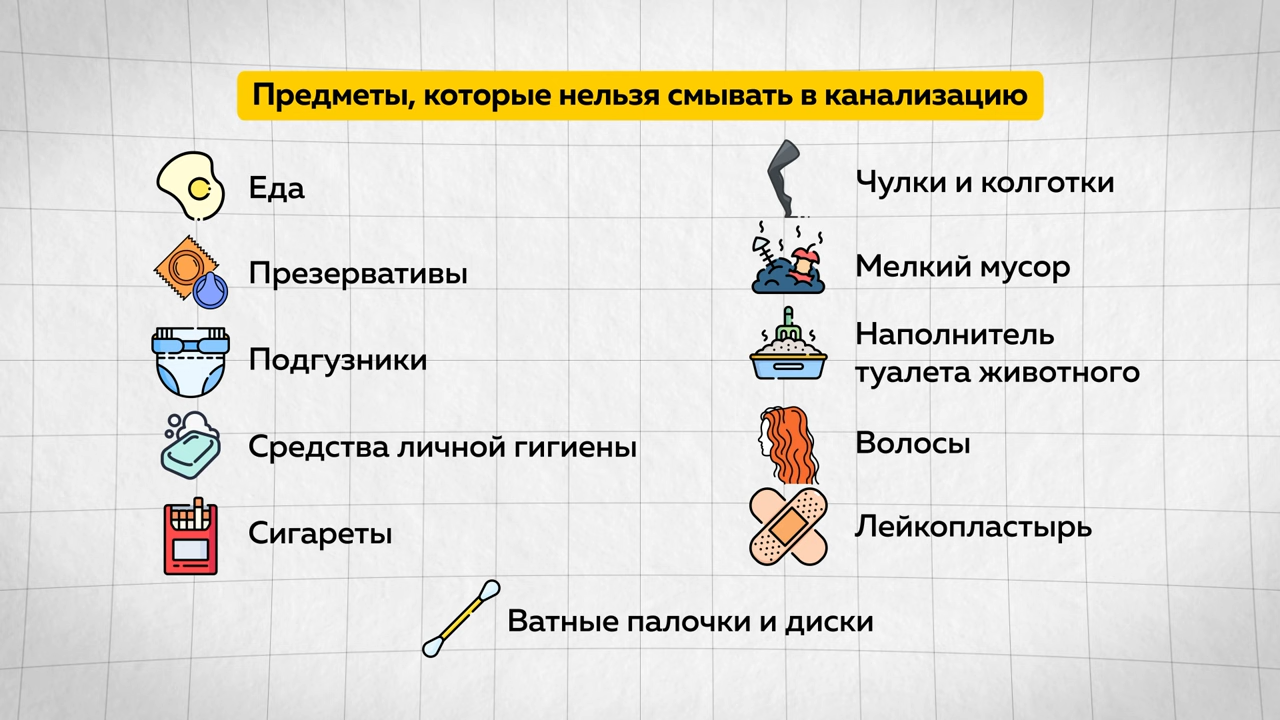 Предметы, которые нельзя смывать в канализацию
Еда
Презервативы
Подгузники
Средства личной гигиены
Сигареты
Чулки и колготки
Мелкий мусор
Наполнитель
туалета животного
Волосы
Лейкопластырь
Ватные палочки и диски